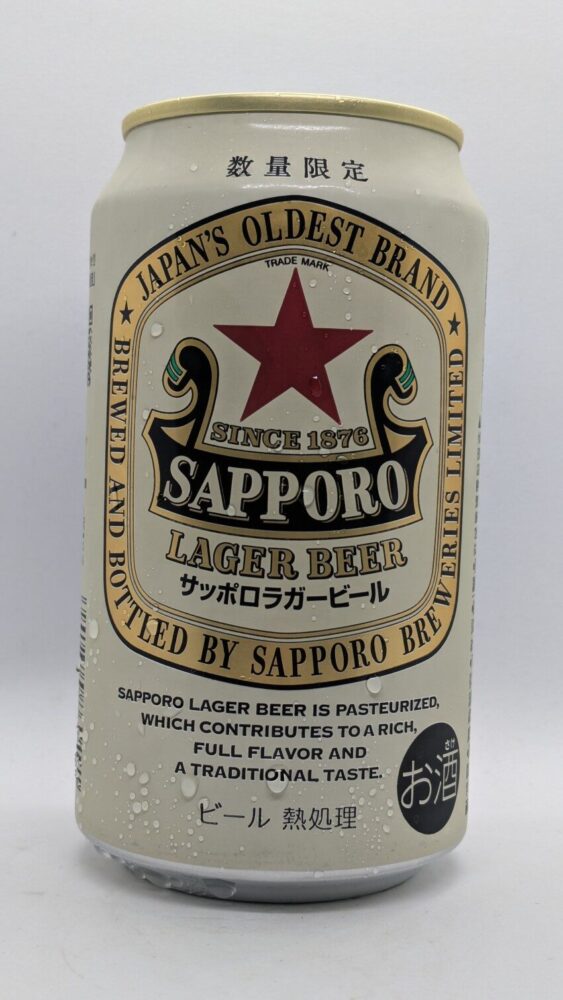 数量限定
JAPAN'S OLDEST BRAND
TRADE MARK
SINCE 1876
SAPPORO
LAGER BEER
サッポロラガービール
BREWED AND BOTTLED BY SAPPORO BREWERIES LIMITED
SAPPORO LAGER BEER IS PASTEURIZED,
WHICH CONTRIBUTES TO A RICH,
FULL FLAVOR AND
A TRADITIONAL TASTE.
さけ
お酒
ビール 熱処理